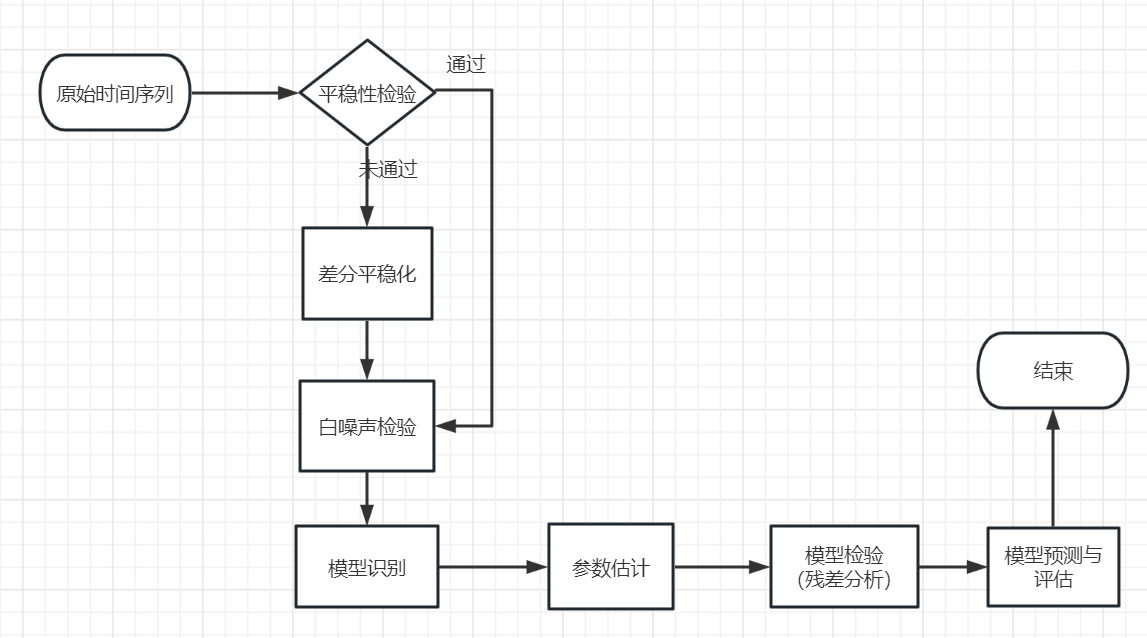 原始时间序列
平稳性检验
通过
未通过
差分平稳化
白噪声检验
模型识别
参数估计
模型检验
（残差分析）
模型预测与
评估
结束